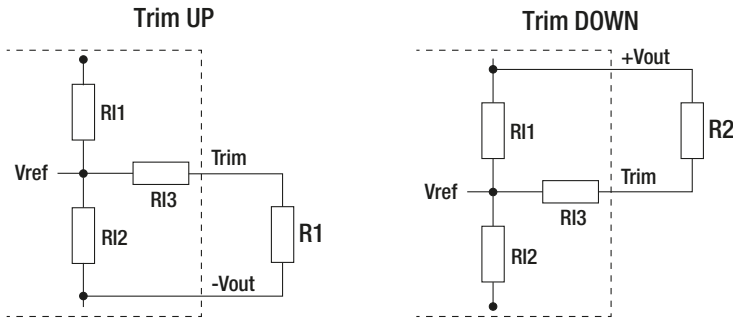 Trim UP
RI1
Vref
Trim
RI3
RI2
R1
-Vout
Trim DOWN
+Vout
RI1
R2
Vref
Trim
RI3
RI2